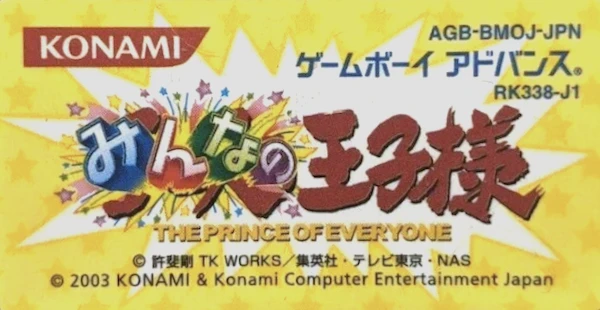 KONAMI
AGB-BMOJ-JPN
ゲームボーイ アドバンス®
RK338-J1
みんなの王子様
THE PRINCE OF EVERYONE
© 許斐剛 TK WORKS／集英社・テレビ東京・NAS
© 2003 KONAMI & Konami Computer Entertainment Japan